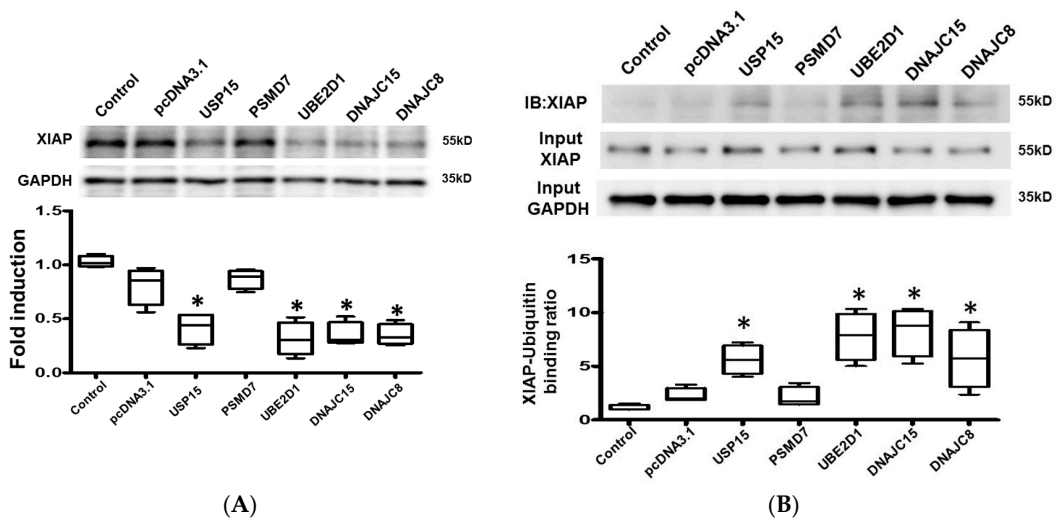 Control pcDNA3.1 USP15 PSMD7 UBE2D1 DNAJC15 DNAJC8
XIAP 55kD
GAPDH 35kD
Fold induction
1.5
1.0
0.5
0.0
* * * *
Control pcDNA3.1 USP15 PSMD7 UBE2D1 DNAJC15 DNAJC8
(A)
Control pcDNA3.1 USP15 PSMD7 UBE2D1 DNAJC15 DNAJC8
IB:XIAP 55kD
Input
XIAP 55kD
Input
GAPDH 35kD
XIAP-Ubiquitin
binding ratio
15
10
5
0
* * * *
Control pcDNA3.1 USP15 PSMD7 UBE2D1 DNAJC15 DNAJC8
(B)